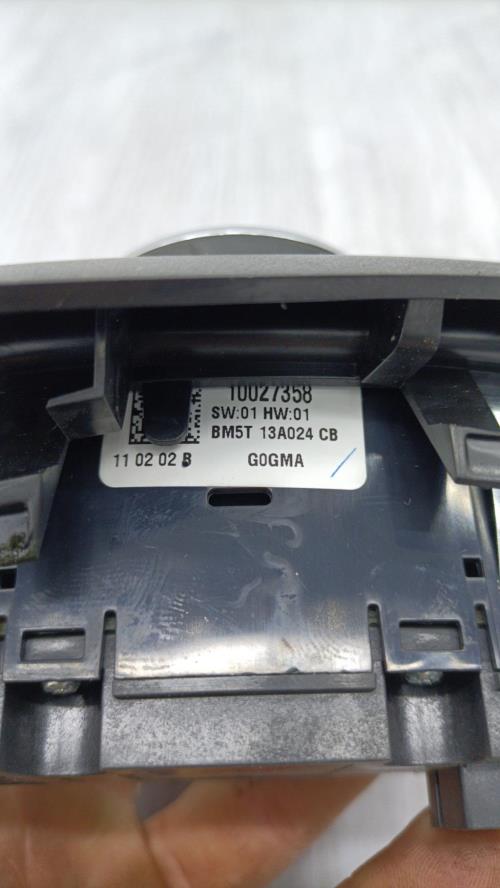 10027358
SW:01 HW:01
BM5T 13A024 CB
11 02 02 B G0GMA